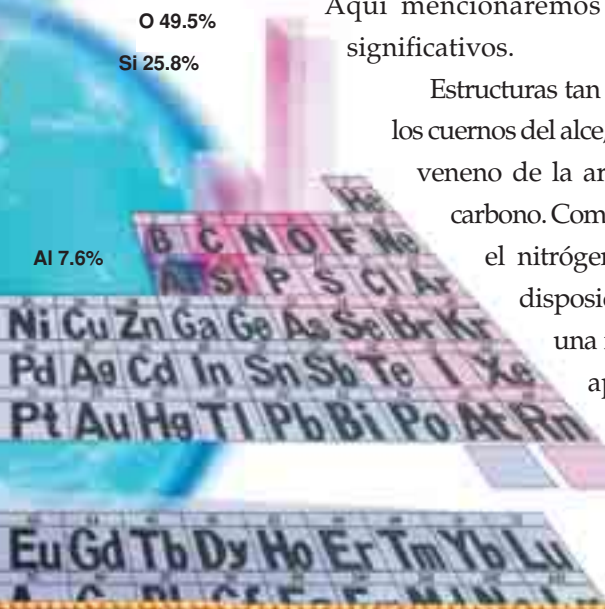 O 49.5%
Aquí mencionaremos
Si 25.8%
significativos.
Estructuras tan
los cuernos del alce,
veneno de la
carbono. Com
el nitróger
Al 7.6%
disposic
una
ap
He
B C N O F Ne
Al Si P S Cl Ar
Ni Cu Zn Ga Ge As Se Br Kr
Pd Ag Cd In Sn Sb Te I Xe
Pt Au Hg Tl Pb Bi Po At Rn
Eu Gd Tb Dy Ho Er Tm Yb Lu